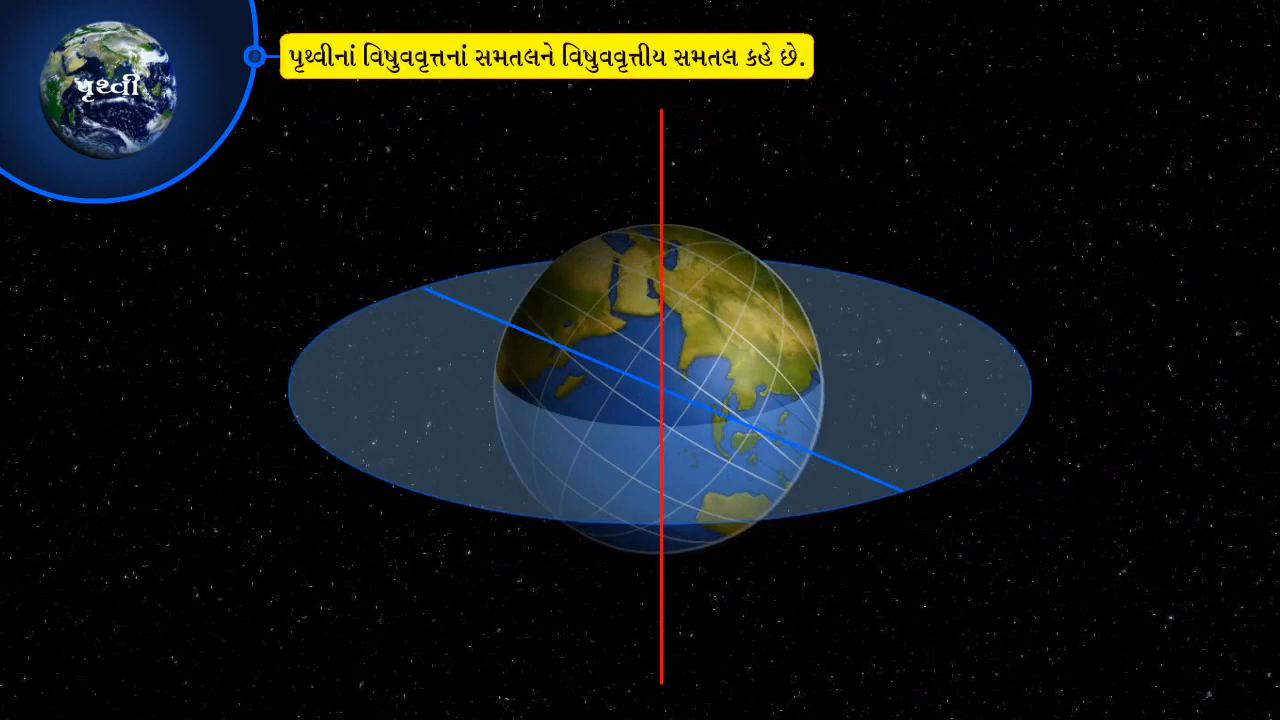 પૃથ્વીનાં વિષુવવૃત્તનાં સમતલને વિષુવવૃત્તીય સમતલ કહે છે.
પૃથ્વી